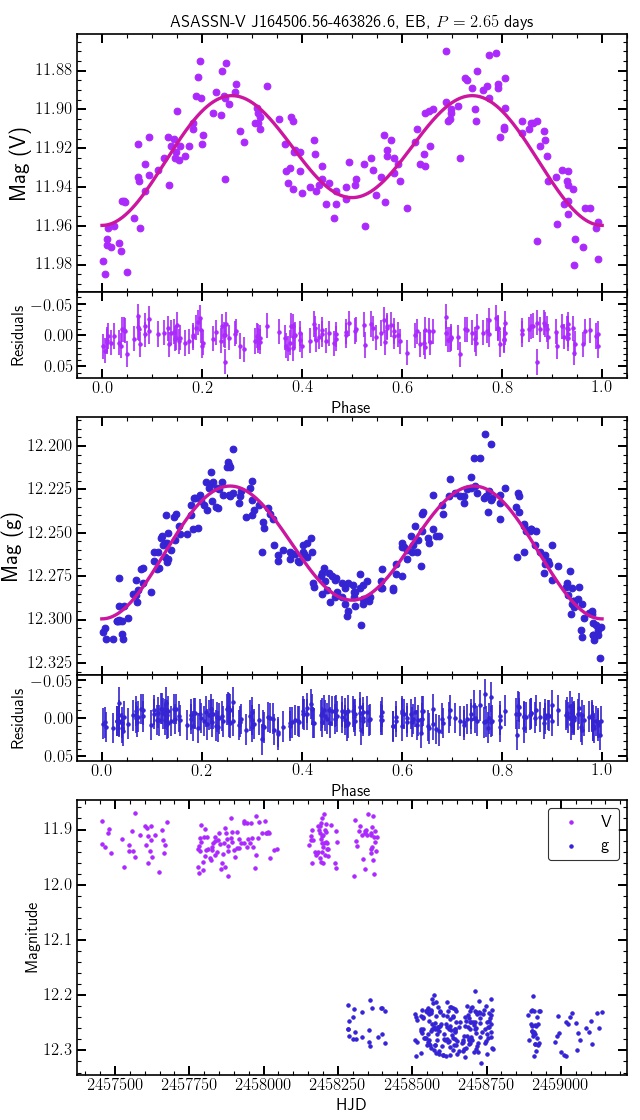 ASASSN-V J164506.56-463826.6, EB, P = 2.65 days
Mag (V)
11.88
11.90
11.92
11.94
11.96
11.98
Residuals
−0.05
0.00
0.05
0.0 0.2 0.4 0.6 0.8 1.0
Phase
Mag (g)
12.200
12.225
12.250
12.275
12.300
12.325
Residuals
−0.05
0.00
0.05
0.0 0.2 0.4 0.6 0.8 1.0
Phase
Magnitude
11.9
12.0
12.1
12.2
12.3
V
g
2457500 2457750 2458000 2458250 2458500 2458750 2459000
HJD